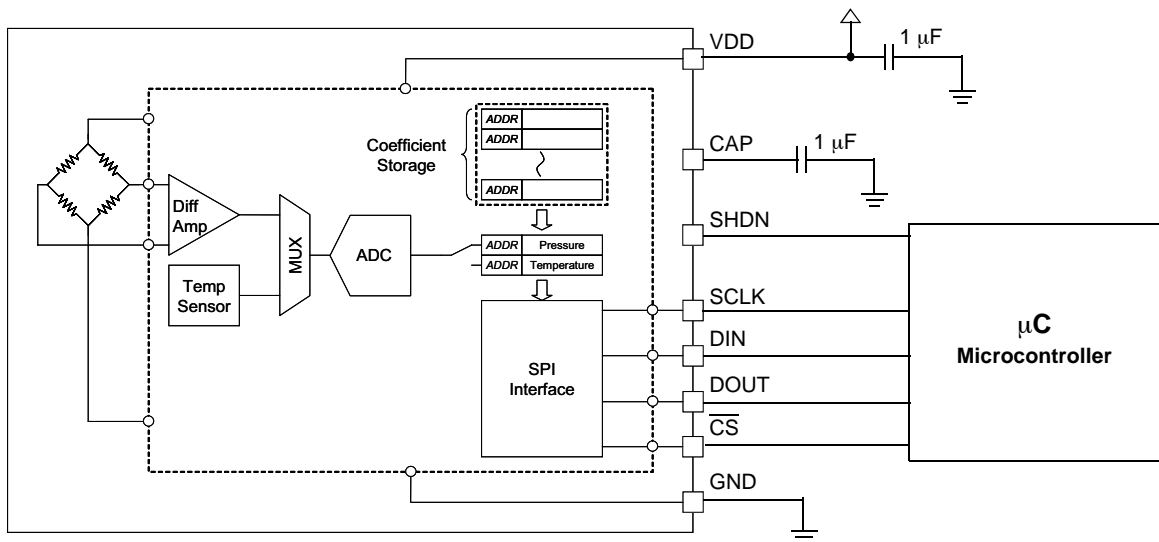 VDD
1 μF
CAP
1 μF
SHDN
SCLK
DIN
DOUT
CS
GND
Coefficient
Storage
ADDR
ADDR
ADDR
Diff
Amp
Temp
Sensor
MUX
ADC
ADDR Pressure
ADDR Temperature
SPI
Interface
μC
Microcontroller